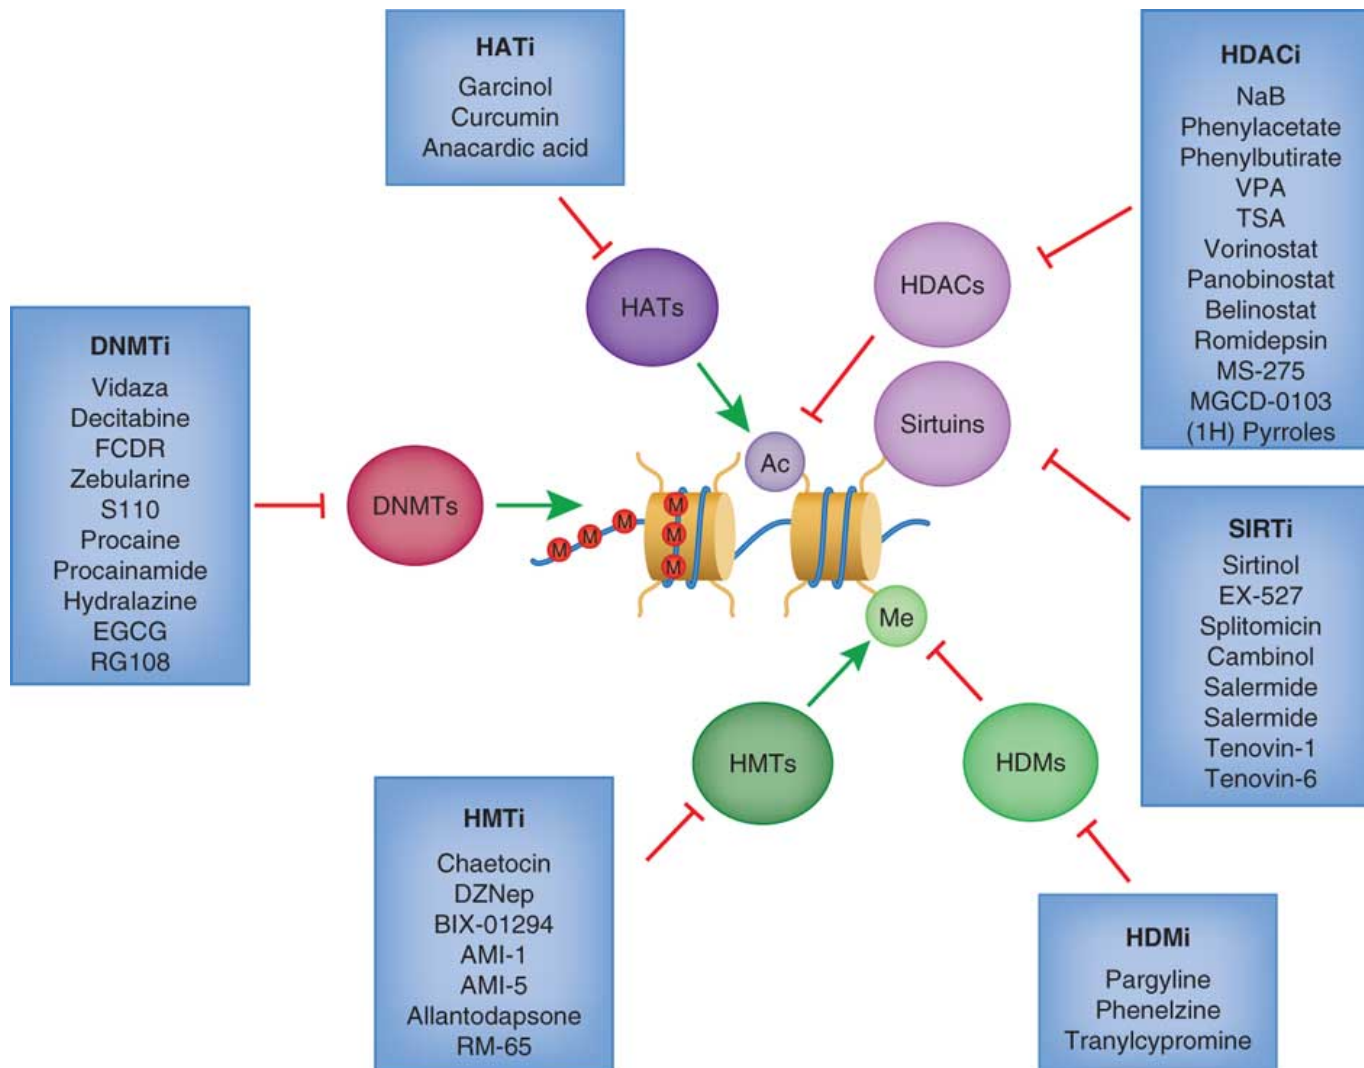 HATi
Garcinol
Curcumin
Anacardic acid
HDACi
NaB
Phenylacetate
Phenylbutirate
VPA
TSA
Vorinostat
Panobinostat
Belinostat
Romidepsin
MS-275
MGCD-0103
(1H) Pyrroles
HATs
HDACs
Sirtuins
Ac
DNMTi
Vidaza
Decitabine
FCDR
Zebularine
S110
Procaine
Procainamide
Hydralazine
EGCG
RG108
DNMTs
M
M
M
M
M
M
Me
SIRTi
Sirtinol
EX-527
Splitomicin
Cambinol
Salermide
Salermide
Tenovin-1
Tenovin-6
HMTs
HDMs
HMTi
Chaetocin
DZNep
BIX-01294
AMI-1
AMI-5
Allantodapsone
RM-65
HDMi
Pargyline
Phenelzine
Tranylcypromine